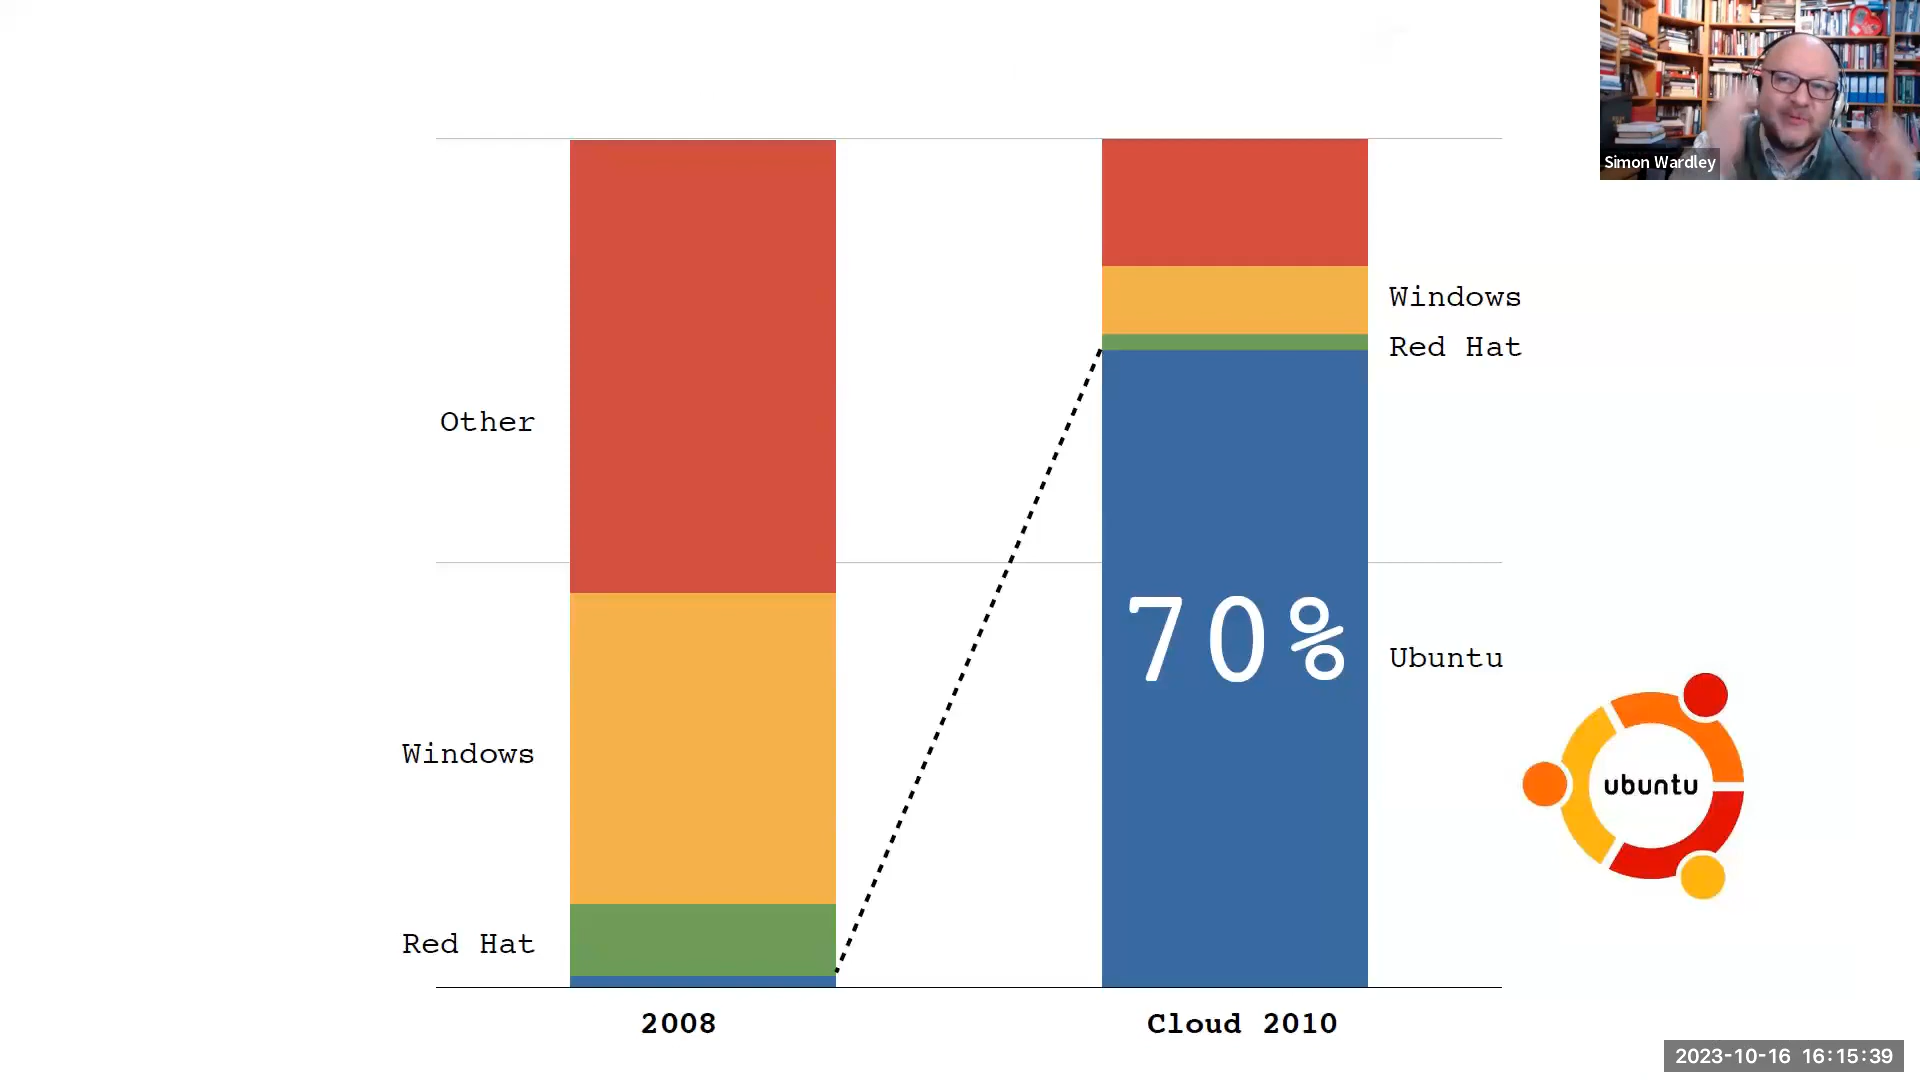 Simon Wardley
Windows
Red Hat
Other
70%
Ubuntu
ubuntu
Windows
Red Hat
2008
Cloud 2010
2023-10-16 16:15:39